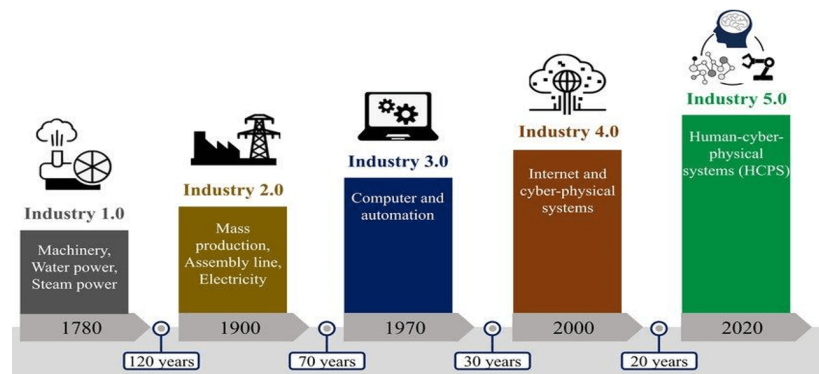 Industry 1.0
Machinery,
Water power,
Steam power
1780
120 years
Industry 2.0
Mass
production,
Assembly line,
Electricity
1900
70 years
Industry 3.0
Computer and
automation
1970
30 years
Industry 4.0
Internet and
cyber-physical
systems
2000
20 years
Industry 5.0
Human-cyber-
physical
systems (HCPS)
2020